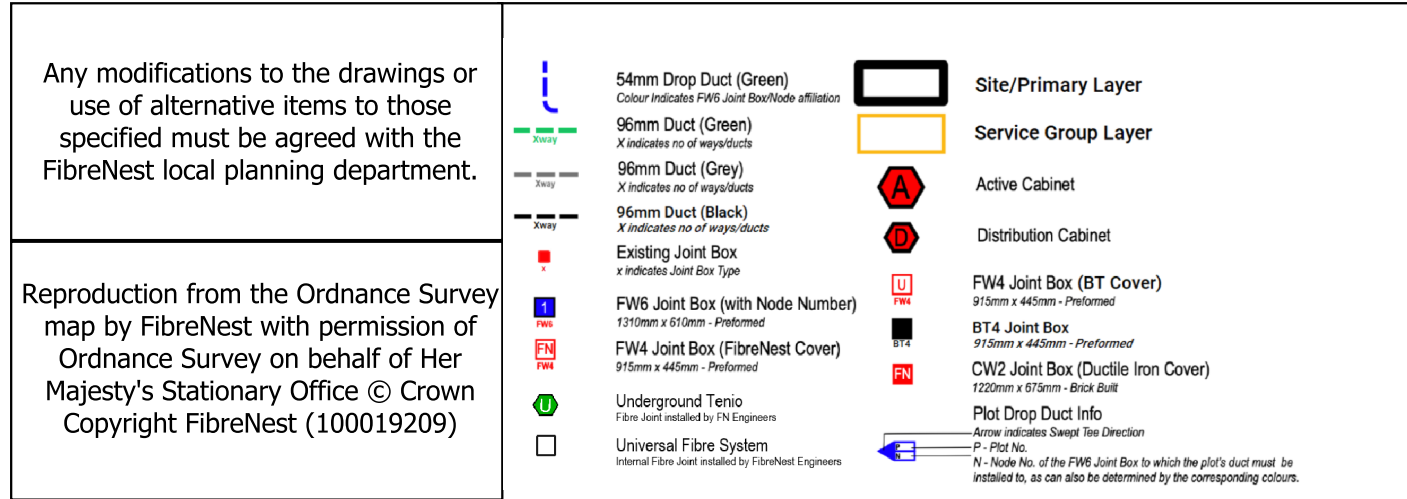 Any modifications to the drawings or
use of alternative items to those
specified must be agreed with the
FibreNest local planning department.
Reproduction from the Ordnance Survey
map by FibreNest with permission of
Ordnance Survey on behalf of Her
Majesty's Stationary Office © Crown
Copyright FibreNest (100019209)
54mm Drop Duct (Green)
Colour Indicates FW6 Joint Box/Node affiliation
Xway
96mm Duct (Green)
X indicates no of ways/ducts
Xway
96mm Duct (Grey)
X indicates no of ways/ducts
Xway
96mm Duct (Black)
X indicates no of ways/ducts
x
Existing Joint Box
x indicates Joint Box Type
1
FW6
FW6 Joint Box (with Node Number)
1310mm x 610mm - Preformed
FN
FW4
FW4 Joint Box (FibreNest Cover)
915mm x 445mm - Preformed
U
Underground Tenio
Fibre Joint installed by FN Engineers
Universal Fibre System
Internal Fibre Joint installed by FibreNest Engineers
Site/Primary Layer
Service Group Layer
A
Active Cabinet
D
Distribution Cabinet
U
FW4
FW4 Joint Box (BT Cover)
915mm x 445mm - Preformed
BT4
BT4 Joint Box
915mm x 445mm - Preformed
FN
CW2 Joint Box (Ductile Iron Cover)
1220mm x 675mm - Brick Built
Plot Drop Duct Info
Arrow indicates Swept Tee Direction
P
P - Plot No.
N
N - Node No. of the FW6 Joint Box to which the plot's duct must be
installed to, as can also be determined by the corresponding colours.